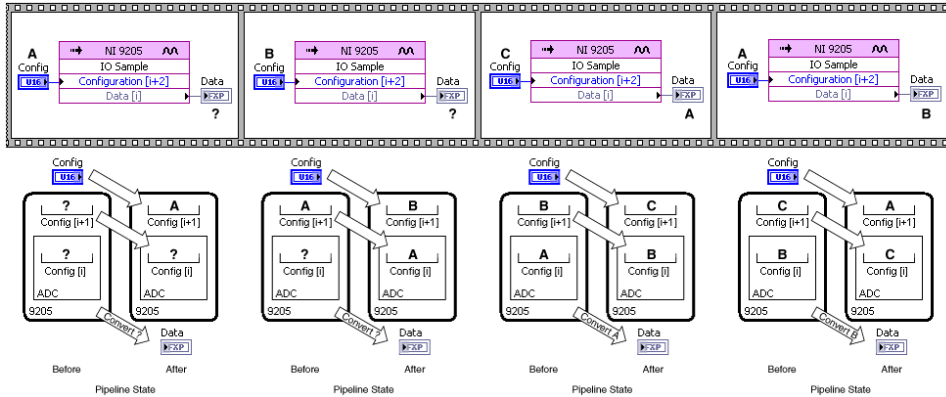 A
Config
U16
NI 9205
IO Sample
Configuration [i+2]
Data [i]
Data
FXP
?
B
Config
U16
NI 9205
IO Sample
Configuration [i+2]
Data [i]
Data
FXP
?
C
Config
U16
NI 9205
IO Sample
Configuration [i+2]
Data [i]
Data
FXP
A
A
Config
U16
NI 9205
IO Sample
Configuration [i+2]
Data [i]
Data
FXP
B
Config
U16
?
Config [i+1]
?
Config [i]
ADC
9205
A
Config [i+1]
?
Config [i]
ADC
9205
Convert ?
Data
FXP
Before
After
Pipeline State
Config
U16
A
Config [i+1]
?
Config [i]
ADC
9205
B
Config [i+1]
A
Config [i]
ADC
9205
Convert ?
Data
FXP
Before
After
Pipeline State
Config
U16
B
Config [i+1]
A
Config [i]
ADC
9205
C
Config [i+1]
B
Config [i]
ADC
9205
Convert A
Data
FXP
Before
After
Pipeline State
Config
U16
C
Config [i+1]
B
Config [i]
ADC
9205
A
Config [i+1]
C
Config [i]
ADC
9205
Convert B
Data
FXP
Before
After
Pipeline State